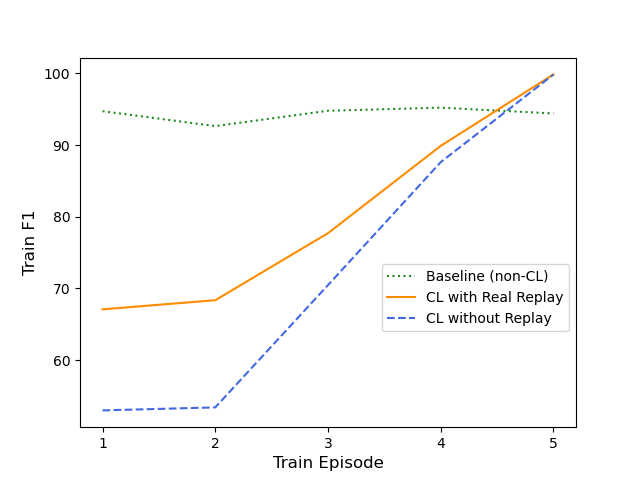 100
90
80
70
60
Train F1
Baseline (non-CL)
CL with Real Replay
CL without Replay
1 2 3 4 5
Train Episode